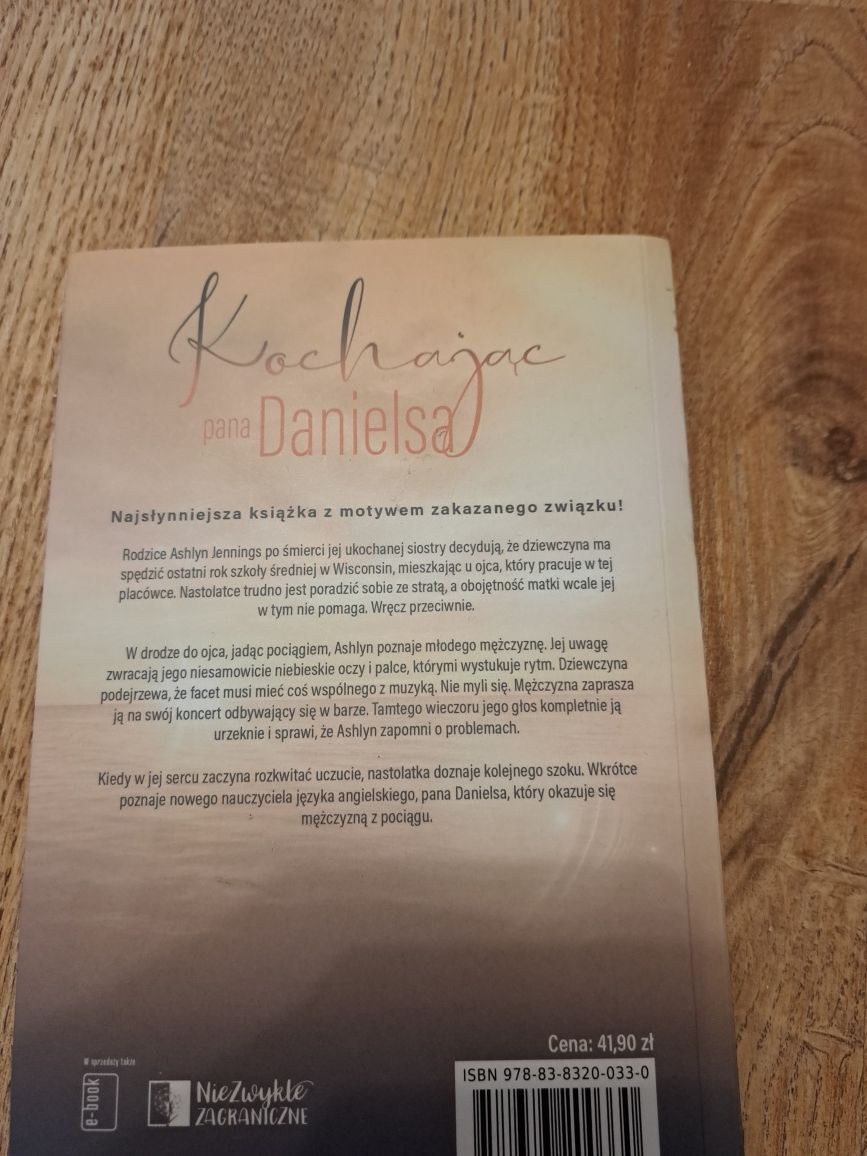 Kochając
pana Danielsa
Najsłynniejsza książka z motywem zakazanego związku!
Rodzice Ashlyn Jennings po śmierci jej ukochanej siostry decydują, że dziewczyna ma
spędzić ostatni rok szkoły średniej w Wisconsin, mieszkając u ojca, który pracuje w tej
placówce. Nastolatce trudno jest poradzić sobie ze stratą, a obojętność matki wcale jej
w tym nie pomaga. Wręcz przeciwnie.
W drodze do ojca, jadąc pociągiem, Ashlyn poznaje młodego mężczyznę. Jej uwagę
zwracają jego niesamowicie niebieskie oczy i palce, którymi wystukuje rytm. Dziewczyna
podejrzewa, że facet musi mieć coś wspólnego z muzyką. Nie myli się. Mężczyzna zaprasza
ją na swój koncert odbywający się w barze. Tamtego wieczoru jego głos kompletnie ją
urzeknie i sprawi, że Ashlyn zapomni o problemach.
Kiedy w jej sercu zaczyna rozkwitać uczucie, nastolatka doznaje kolejnego szoku. Wkrótce
poznaje nowego nauczyciela języka angielskiego, pana Danielsa, który okazuje się
mężczyzną z pociągu.
Cena: 41,90 zł
W sprzedaży także
e-book
NieZwykłe
ZAGRANICZNE
ISBN 978-83-8320-033-0